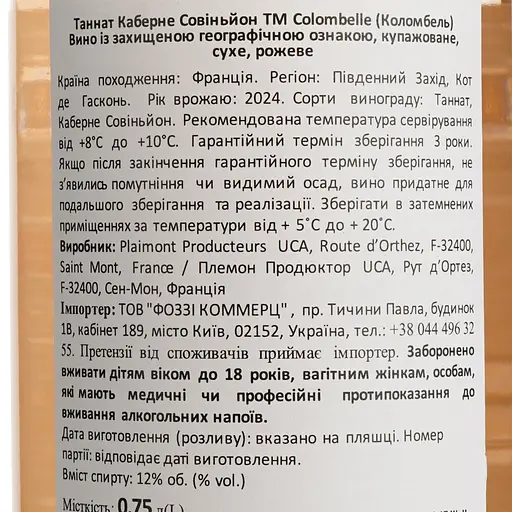 Таннат Каберне Совіньйон ТМ Colombelle (Коломбель)
Вино із захищеною географічною ознакою, купажоване,
сухе, рожеве
Країна походження: Франція. Регіон: Південний Захід, Кот
де Гасконь. Рік врожаю: 2024. Сорти винограду: Таннат,
Каберне Совіньйон. Рекомендована температура сервірування
від +8°С до +10°С. Гарантійний термін зберігання 3 роки.
Якщо після закінчення гарантійного терміну зберігання, не
з'явились помутніння чи видимий осад, вино придатне для
подальшого зберігання та реалізації. Зберігати в затемнених
приміщеннях за температури від + 5˚С до + 20˚С.
Виробник: Plaimont Producteurs UCA, Route d'Orthez, F-32400,
Saint Mont, France / Племон Продюктор UCA, Рут д'Ортез,
F-32400, Сен-Мон, Франція
Імпортер: ТОВ "ФОЗЗІ КОММЕРЦ", пр. Тичини Павла, будинок
1В, кабінет 189, місто Київ, 02152, Україна, тел.: +38 044 496 32
55. Претензії від споживачів приймає імпортер. Заборонено
вживати дітям віком до 18 років, вагітним жінкам, особам,
які мають медичні чи професійні протипоказання до
вживання алкогольних напоїв.
Дата виготовлення (розливу): вказано на пляшці. Номер
партії: відповідає даті виготовлення.
Вміст спирту: 12% об. (% vol.)
Місткість: 0,75 л(L)